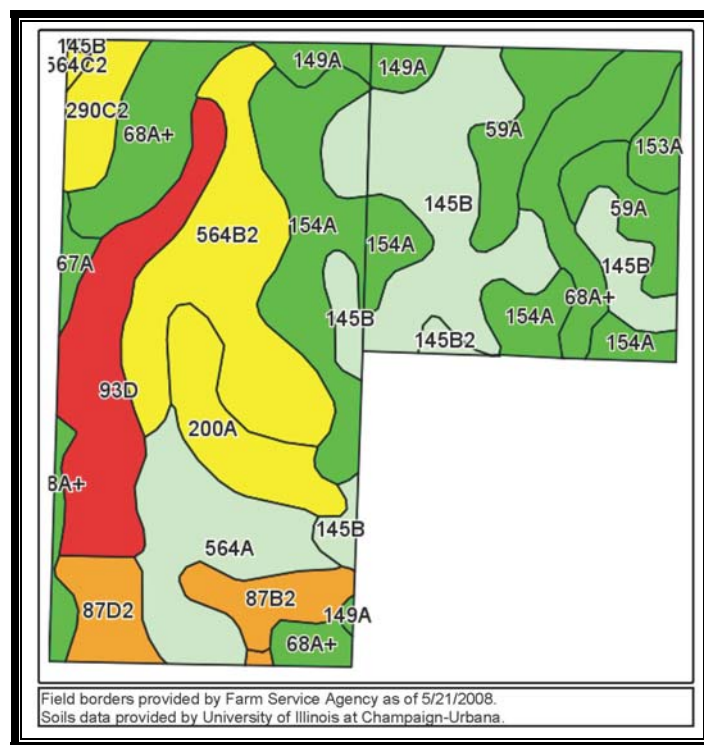 145B
564C2
149A
149A
290C2
59A
68A+
153A
145B
59A
564B2
154A
154A
67A
145B
68A+
145B
154A
145B2
154A
93D
200A
8A+
145B
564A
87B2
87D2
149A
68A+
Field borders provided by Farm Service Agency as of 5/21/2008.
Soils data provided by University of Illinois at Champaign-Urbana.